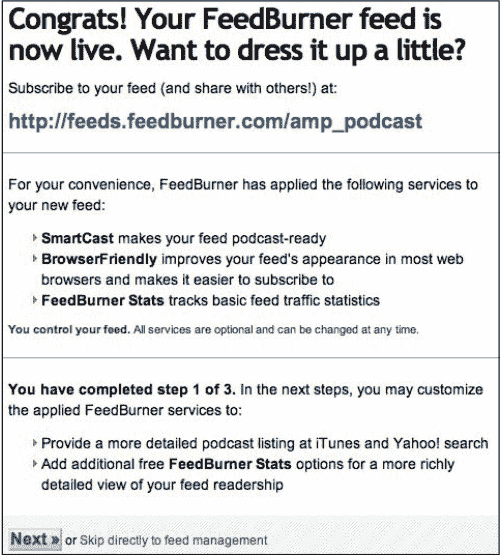 Congrats! Your FeedBurner feed is
now live. Want to dress it up a little?
Subscribe to your feed (and share with others!) at:
http://feeds.feedburner.com/amp_podcast
For your convenience, FeedBurner has applied the following services to
your new feed:
SmartCast makes your feed podcast-ready
BrowserFriendly improves your feed's appearance in most web
browsers and makes it easier to subscribe to
FeedBurner Stats tracks basic feed traffic statistics
You control your feed. All services are optional and can be changed at any time.
You have completed step 1 of 3. In the next steps, you may customize
the applied FeedBurner services to:
Provide a more detailed podcast listing at iTunes and Yahoo! search
Add additional free FeedBurner Stats options for a more richly
detailed view of your feed readership
Next » or Skip directly to feed management